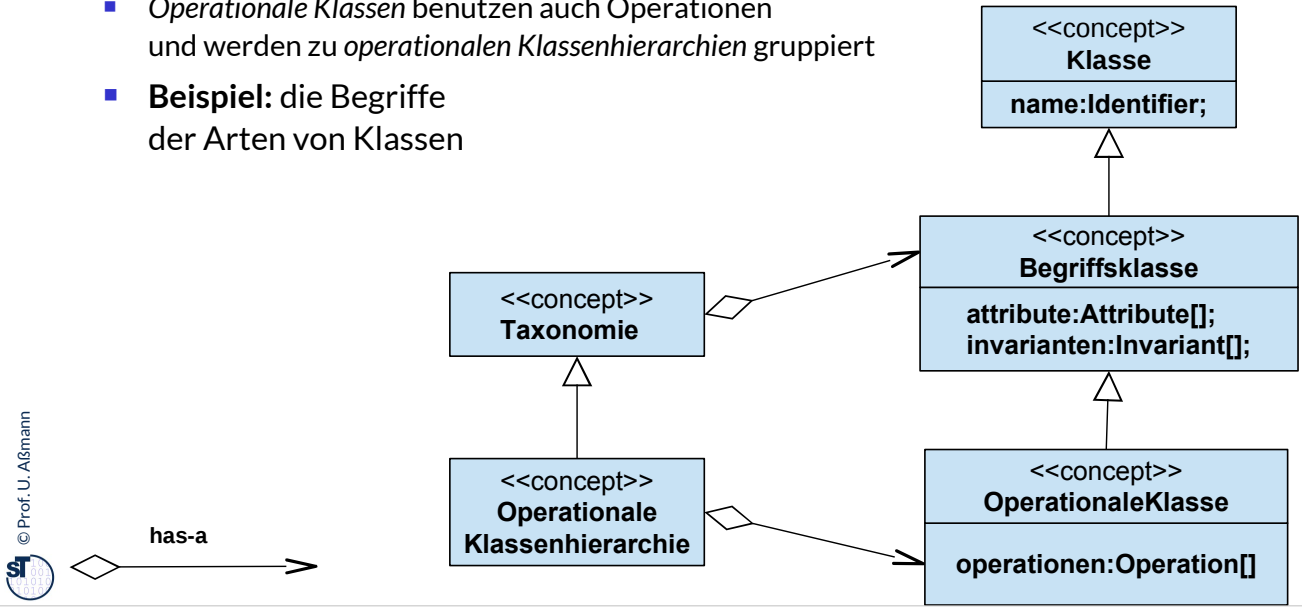 Operationale Klassen benutzen auch Operationen
und werden zu operationalen Klassenhierarchien gruppiert
Beispiel: die Begriffe
der Arten von Klassen
<<concept>>
Klasse
name:Identifier;
<<concept>>
Begriffsklasse
attribute:Attribute[];
invarianten:Invariant[];
<<concept>>
Taxonomie
<<concept>>
Operationale
Klassenhierarchie
<<concept>>
OperationaleKlasse
operationen:Operation[]
has-a
© Prof. U. Aßmann
ST